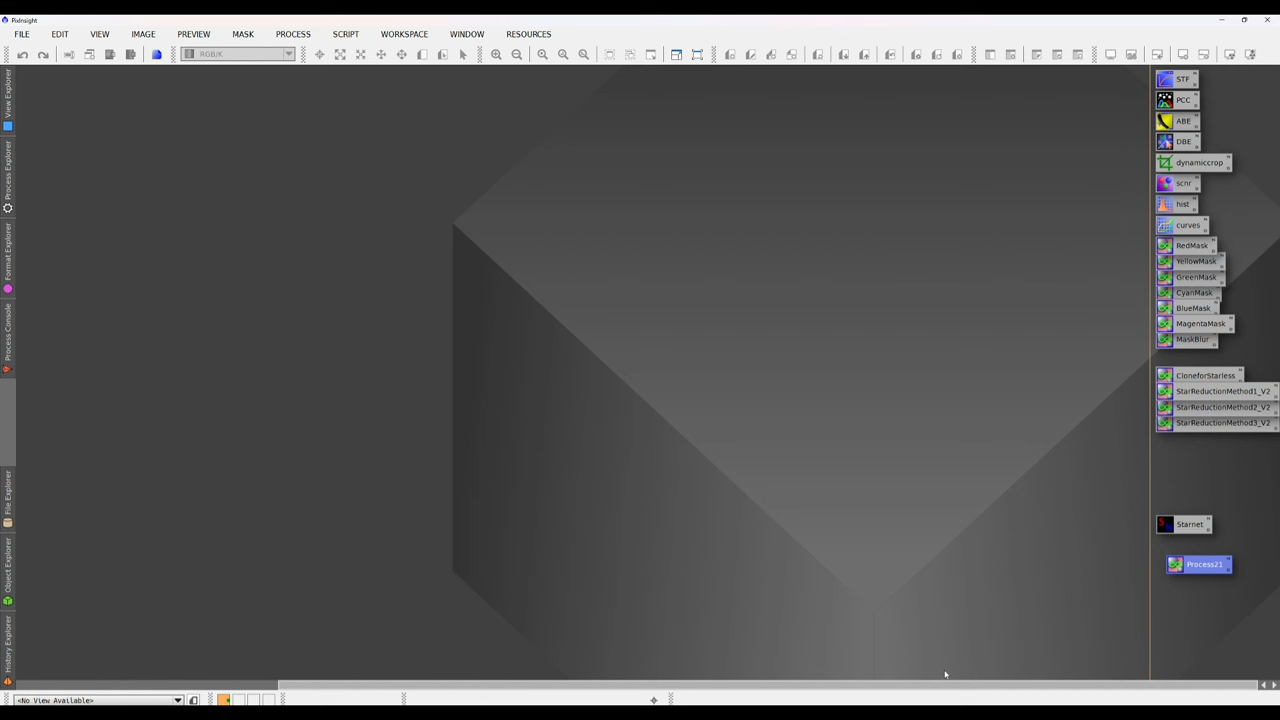 PixInsight
FILE EDIT VIEW IMAGE PREVIEW MASK PROCESS SCRIPT WORKSPACE WINDOW RESOURCES
RGB/K
View Explorer
Process Explorer
Format Explorer
Process Console
File Explorer
Object Explorer
History Explorer
STF
PCC
ABE
DBE
dynamiccrop
scnr
hist
curves
RedMask
YellowMask
GreenMask
CyanMask
BlueMask
MagentaMask
MaskBlur
CloneforStarless
StarReductionMethod1_V2
StarReductionMethod2_V2
StarReductionMethod3_V2
Starnet
Process21
<No View Available>